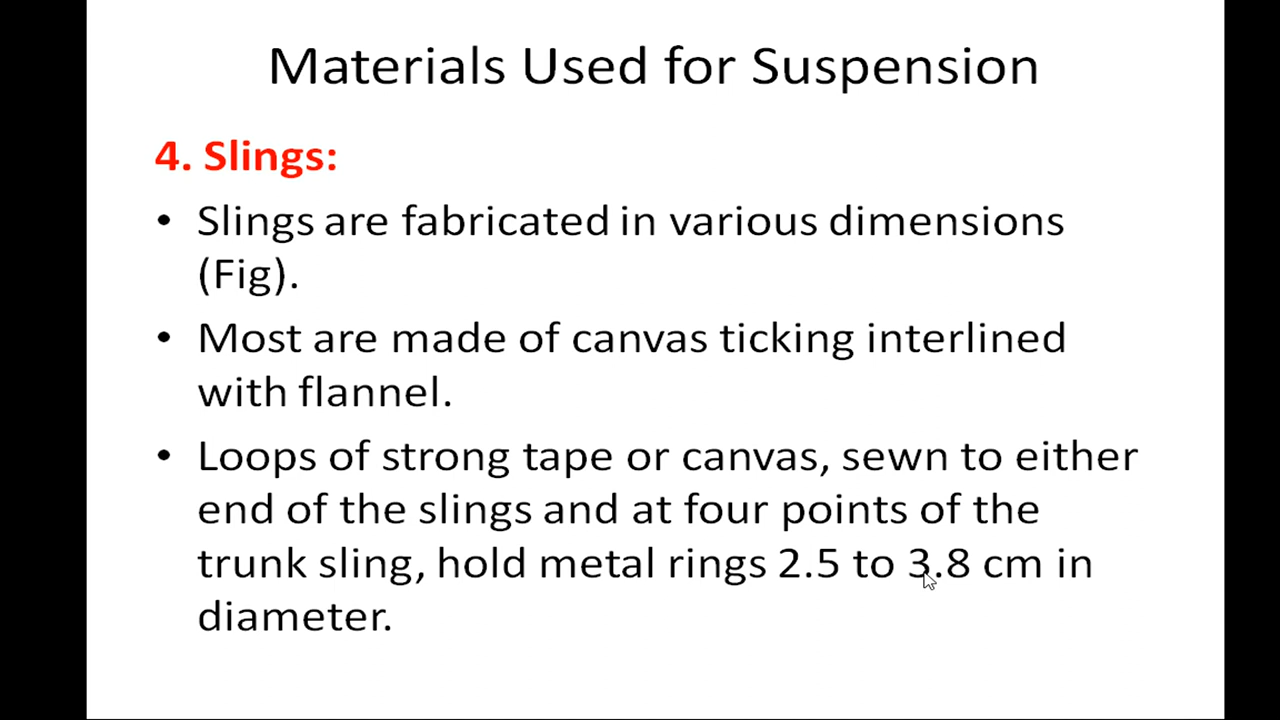 Materials Used for Suspension
4. Slings:
• Slings are fabricated in various dimensions
(Fig).
• Most are made of canvas ticking interlined
with flannel.
• Loops of strong tape or canvas, sewn to either
end of the slings and at four points of the
trunk sling, hold metal rings 2.5 to 3.8 cm in
diameter.